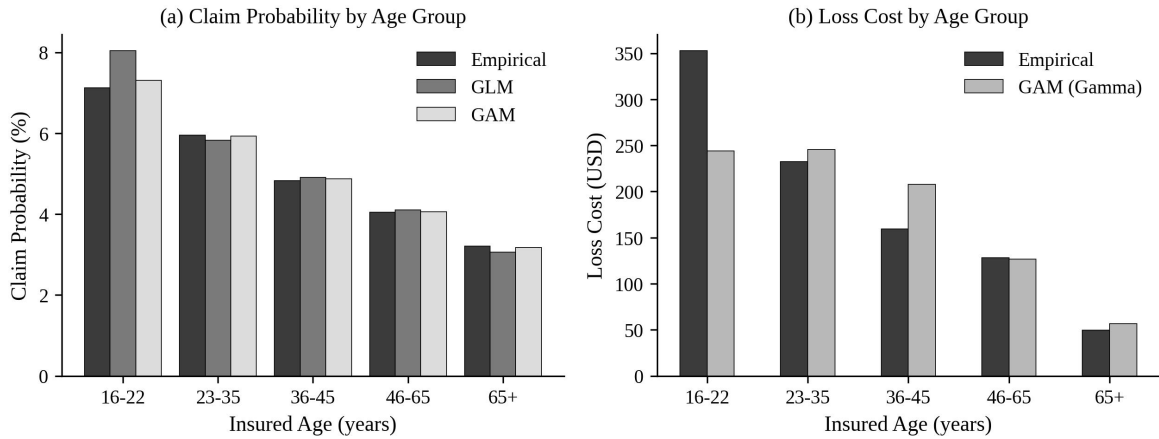 (a) Claim Probability by Age Group
Claim Probability (%)
8
6
4
2
0
Empirical
GLM
GAM
16-22 23-35 36-45 46-65 65+
Insured Age (years)
(b) Loss Cost by Age Group
Loss Cost (USD)
350
300
250
200
150
100
50
0
Empirical
GAM (Gamma)
16-22 23-35 36-45 46-65 65+
Insured Age (years)